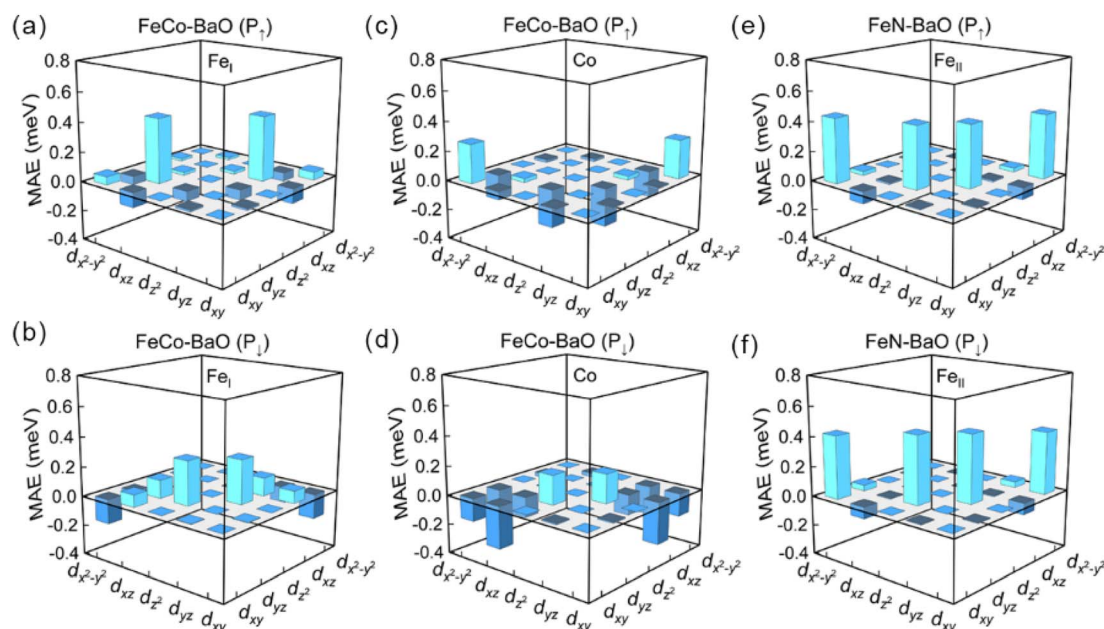 (a) FeCo-BaO (P↑)
Fe_I
MAE (meV)
0.8
0.6
0.4
0.2
0.0
-0.2
-0.4
d_x²-y² d_xz d_z² d_yz d_xy
d_xy d_yz d_z² d_xz d_x²-y²
(c) FeCo-BaO (P↑)
Co
MAE (meV)
0.8
0.6
0.4
0.2
0.0
-0.2
-0.4
d_x²-y² d_xz d_z² d_yz d_xy
d_xy d_yz d_z² d_xz d_x²-y²
(e) FeN-BaO (P↑)
Fe_II
MAE (meV)
0.8
0.6
0.4
0.2
0.0
-0.2
-0.4
d_x²-y² d_xz d_z² d_yz d_xy
d_xy d_yz d_z² d_xz d_x²-y²
(b) FeCo-BaO (P↓)
Fe_I
MAE (meV)
0.8
0.6
0.4
0.2
0.0
-0.2
-0.4
d_x²-y² d_xz d_z² d_yz d_xy
d_xy d_yz d_z² d_xz d_x²-y²
(d) FeCo-BaO (P↓)
Co
MAE (meV)
0.8
0.6
0.4
0.2
0.0
-0.2
-0.4
d_x²-y² d_xz d_z² d_yz d_xy
d_xy d_yz d_z² d_xz d_x²-y²
(f) FeN-BaO (P↓)
Fe_II
MAE (meV)
0.8
0.6
0.4
0.2
0.0
-0.2
-0.4
d_x²-y² d_xz d_z² d_yz d_xy
d_xy d_yz d_z² d_xz d_x²-y²